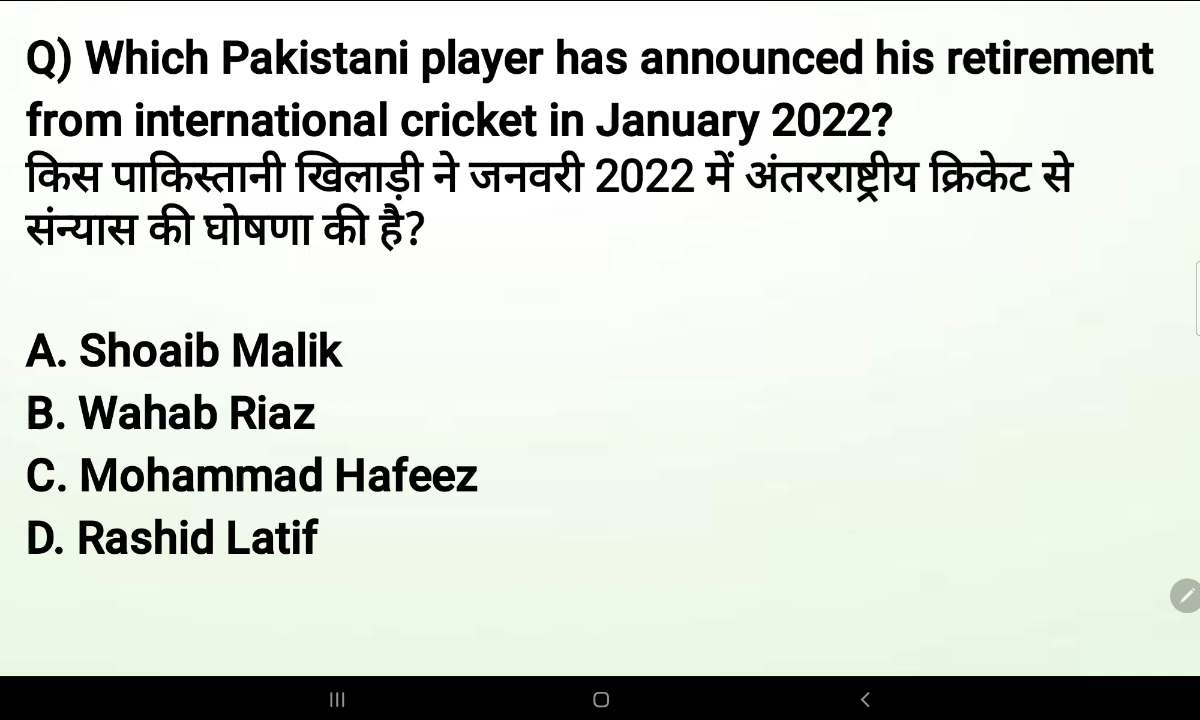 Q) Which Pakistani player has announced his retirement
from international cricket in January 2022?
किस पाकिस्तानी खिलाड़ी ने जनवरी 2022 में अंतरराष्ट्रीय क्रिकेट से
संन्यास की घोषणा की है?
A. Shoaib Malik
B. Wahab Riaz
C. Mohammad Hafeez
D. Rashid Latif